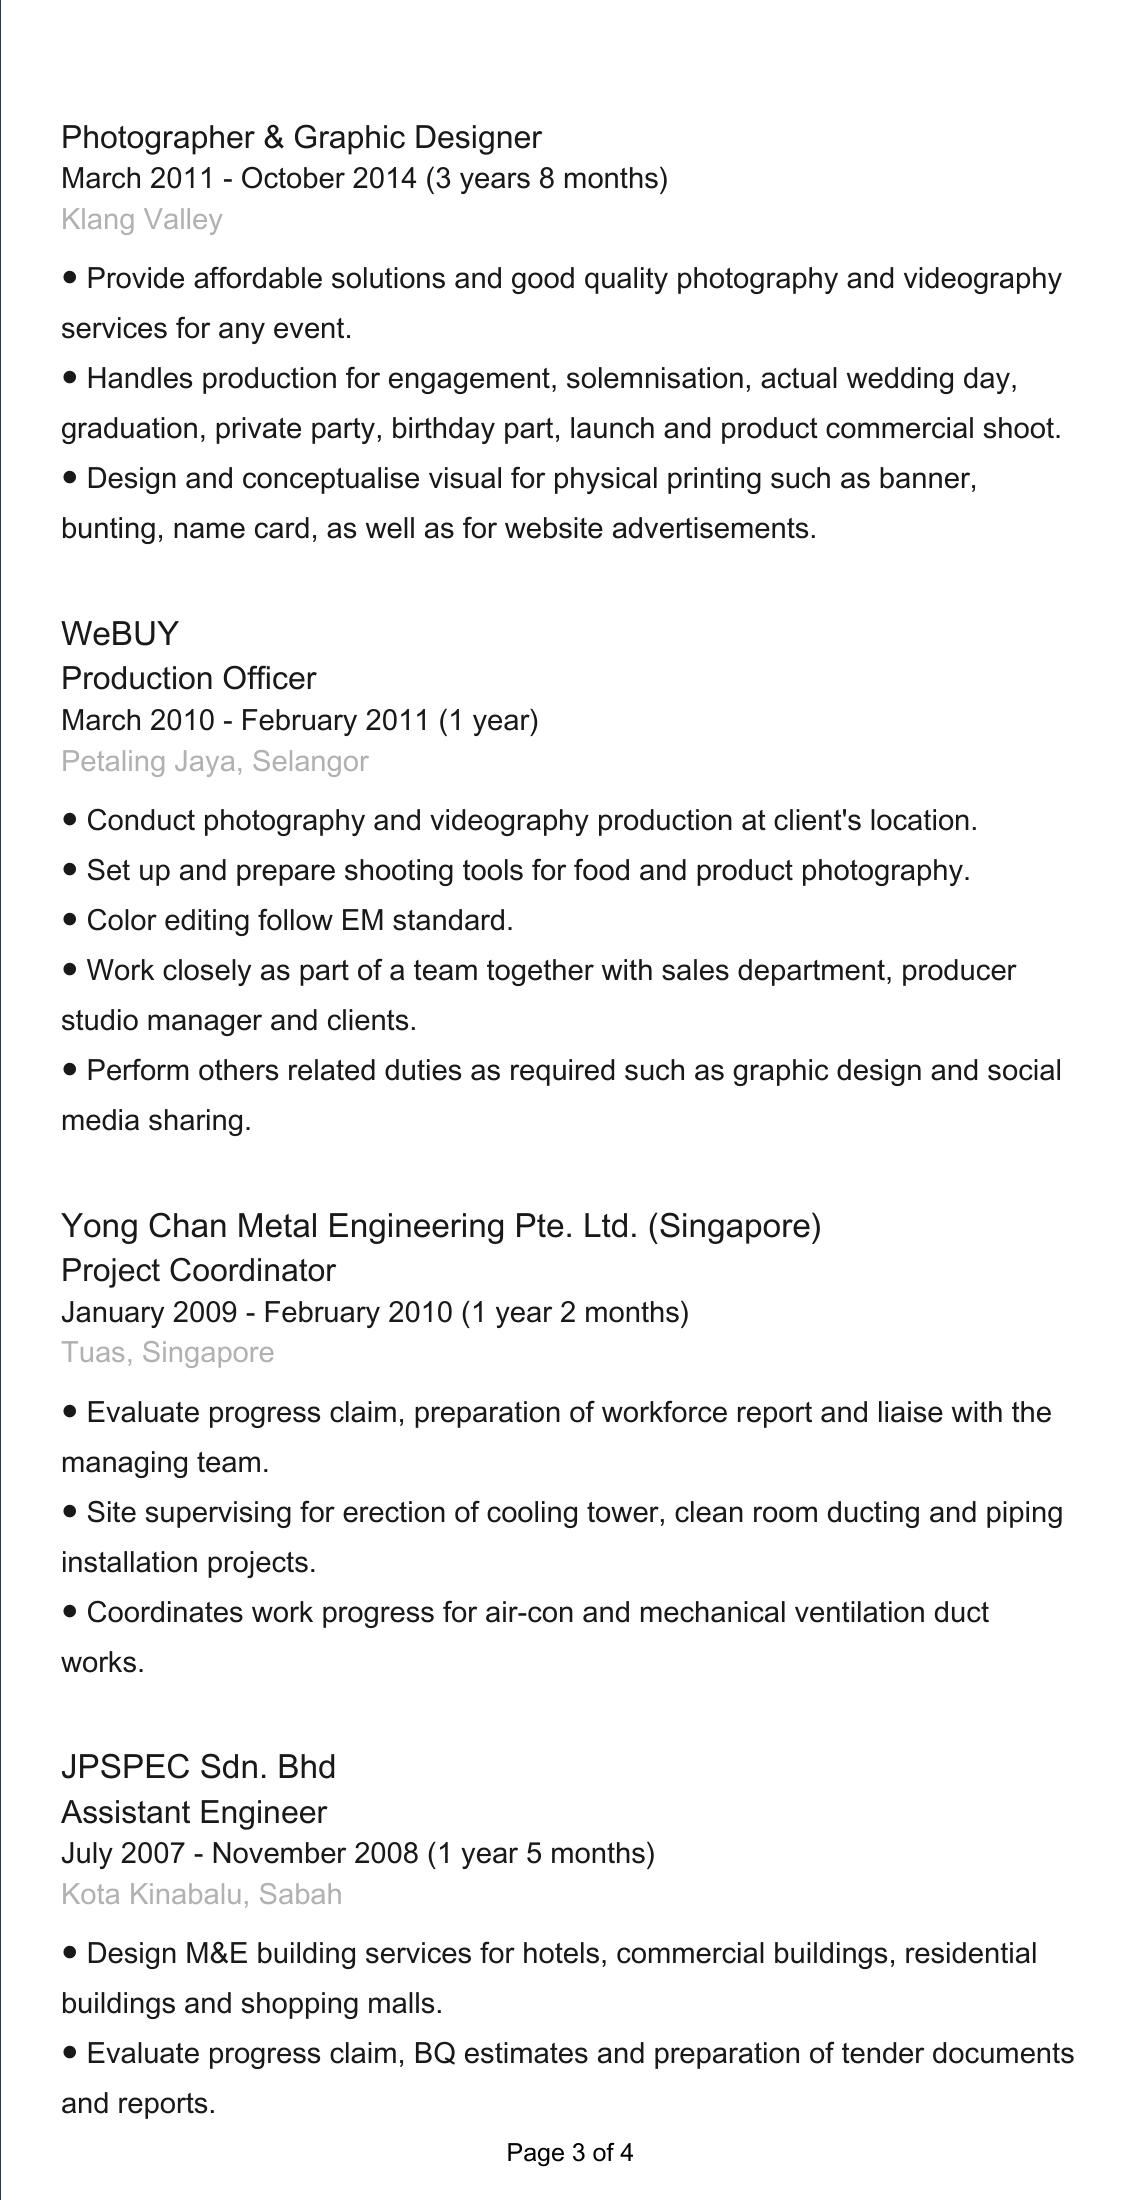 Photographer & Graphic Designer
March 2011 - October 2014 (3 years 8 months)
Klang Valley
● Provide affordable solutions and good quality photography and videography
services for any event.
● Handles production for engagement, solemnisation, actual wedding day,
graduation, private party, birthday part, launch and product commercial shoot.
● Design and conceptualise visual for physical printing such as banner,
bunting, name card, as well as for website advertisements.
WeBUY
Production Officer
March 2010 - February 2011 (1 year)
Petaling Jaya, Selangor
● Conduct photography and videography production at client's location.
● Set up and prepare shooting tools for food and product photography.
● Color editing follow EM standard.
● Work closely as part of a team together with sales department, producer
studio manager and clients.
● Perform others related duties as required such as graphic design and social
media sharing.
Yong Chan Metal Engineering Pte. Ltd. (Singapore)
Project Coordinator
January 2009 - February 2010 (1 year 2 months)
Tuas, Singapore
● Evaluate progress claim, preparation of workforce report and liaise with the
managing team.
● Site supervising for erection of cooling tower, clean room ducting and piping
installation projects.
● Coordinates work progress for air-con and mechanical ventilation duct
works.
JPSPEC Sdn. Bhd
Assistant Engineer
July 2007 - November 2008 (1 year 5 months)
Kota Kinabalu, Sabah
● Design M&E building services for hotels, commercial buildings, residential
buildings and shopping malls.
● Evaluate progress claim, BQ estimates and preparation of tender documents
and reports.
Page 3 of 4